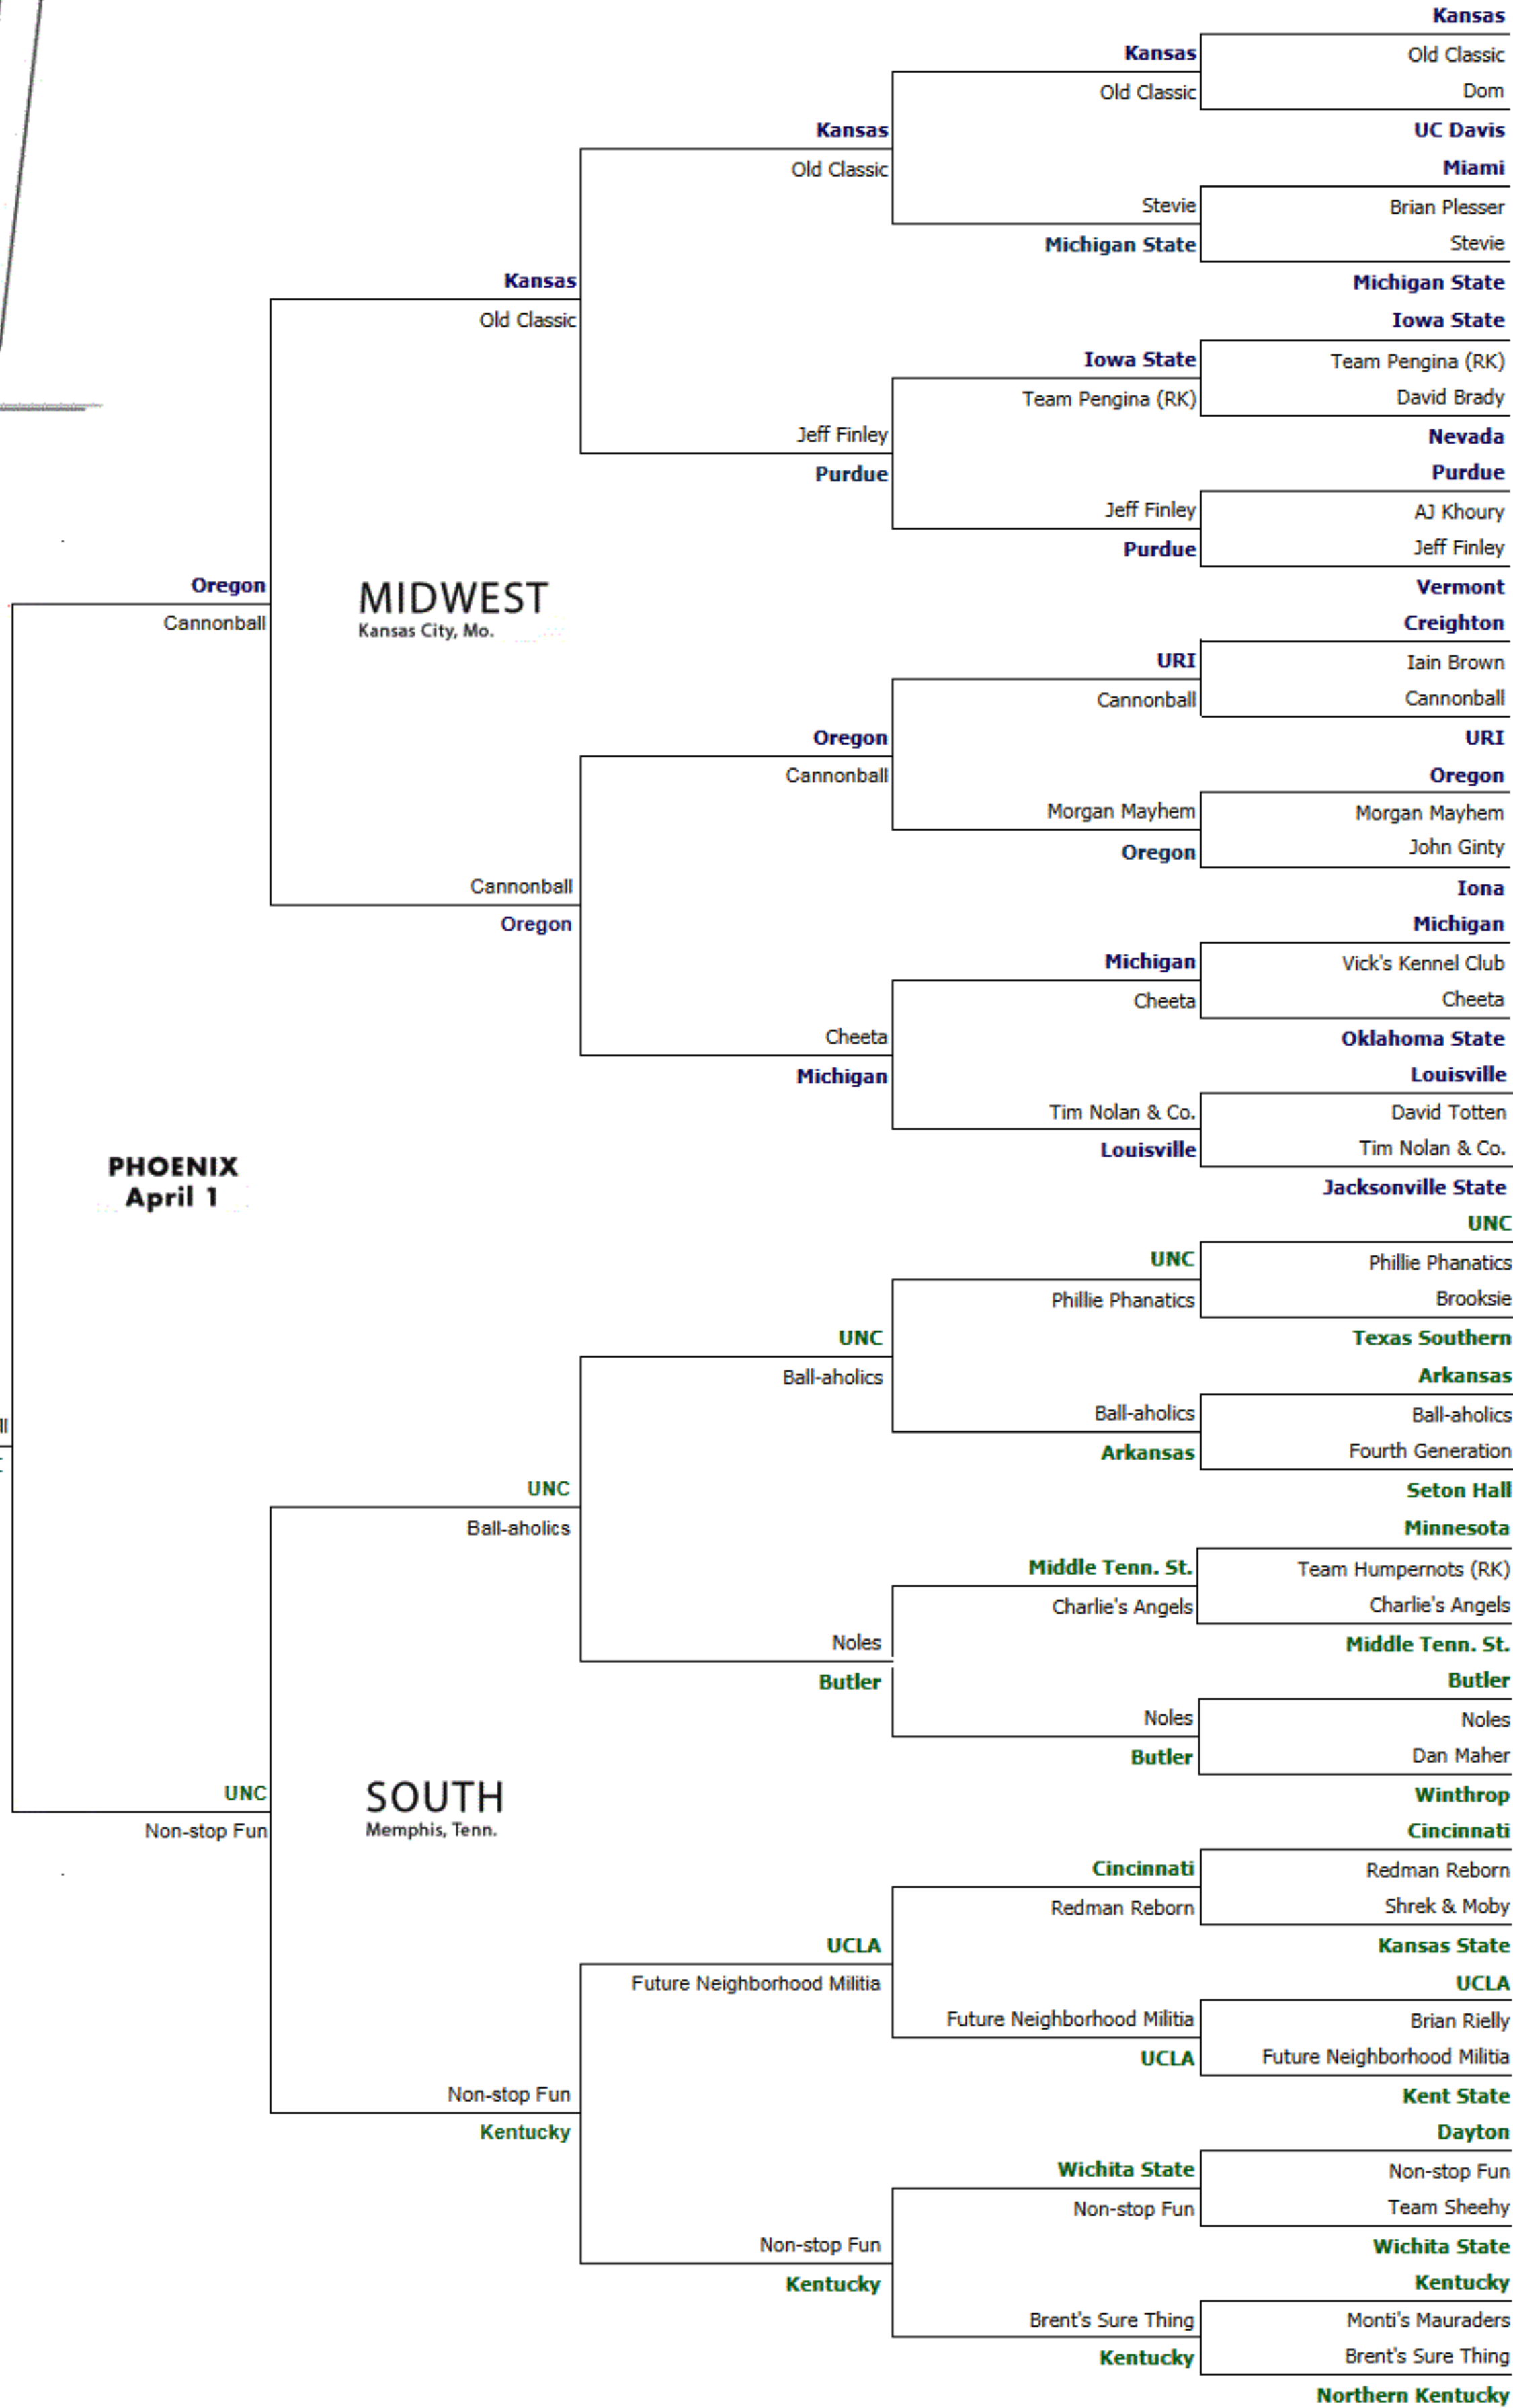 Kansas
Old Classic
Dom
UC Davis
Miami
Brian Plesser
Stevie
Michigan State
Iowa State
Team Pengina (RK)
David Brady
Nevada
Purdue
AJ Khoury
Jeff Finley
Vermont
Creighton
Iain Brown
Cannonball
URI
Oregon
Morgan Mayhem
John Ginty
Iona
Michigan
Vick's Kennel Club
Cheeta
Oklahoma State
Louisville
David Totten
Tim Nolan & Co.
Jacksonville State
UNC
Phillie Phanatics
Brooksie
Texas Southern
Arkansas
Ball-aholics
Fourth Generation
Seton Hall
Minnesota
Team Humpernots (RK)
Charlie's Angels
Middle Tenn. St.
Butler
Noles
Dan Maher
Winthrop
Cincinnati
Redman Reborn
Shrek & Moby
Kansas State
UCLA
Brian Rielly
Future Neighborhood Militia
Kent State
Dayton
Non-stop Fun
Team Sheehy
Wichita State
Kentucky
Monti's Mauraders
Brent's Sure Thing
Northern Kentucky
Kansas
Old Classic
Stevie
Michigan State
Iowa State
Team Pengina (RK)
Jeff Finley
Purdue
URI
Cannonball
Morgan Mayhem
Oregon
Michigan
Cheeta
Tim Nolan & Co.
Louisville
UNC
Phillie Phanatics
Ball-aholics
Arkansas
Middle Tenn. St.
Charlie's Angels
Noles
Butler
Cincinnati
Redman Reborn
Future Neighborhood Militia
UCLA
Wichita State
Non-stop Fun
Brent's Sure Thing
Kentucky
Kansas
Old Classic
Jeff Finley
Purdue
Oregon
Cannonball
Cheeta
Michigan
UNC
Ball-aholics
Noles
Butler
UCLA
Future Neighborhood Militia
Non-stop Fun
Kentucky
Kansas
Old Classic
MIDWEST
Kansas City, Mo.
Cannonball
Oregon
UNC
Ball-aholics
SOUTH
Memphis, Tenn.
Non-stop Fun
Kentucky
Oregon
Cannonball
PHOENIX
April 1
UNC
Non-stop Fun